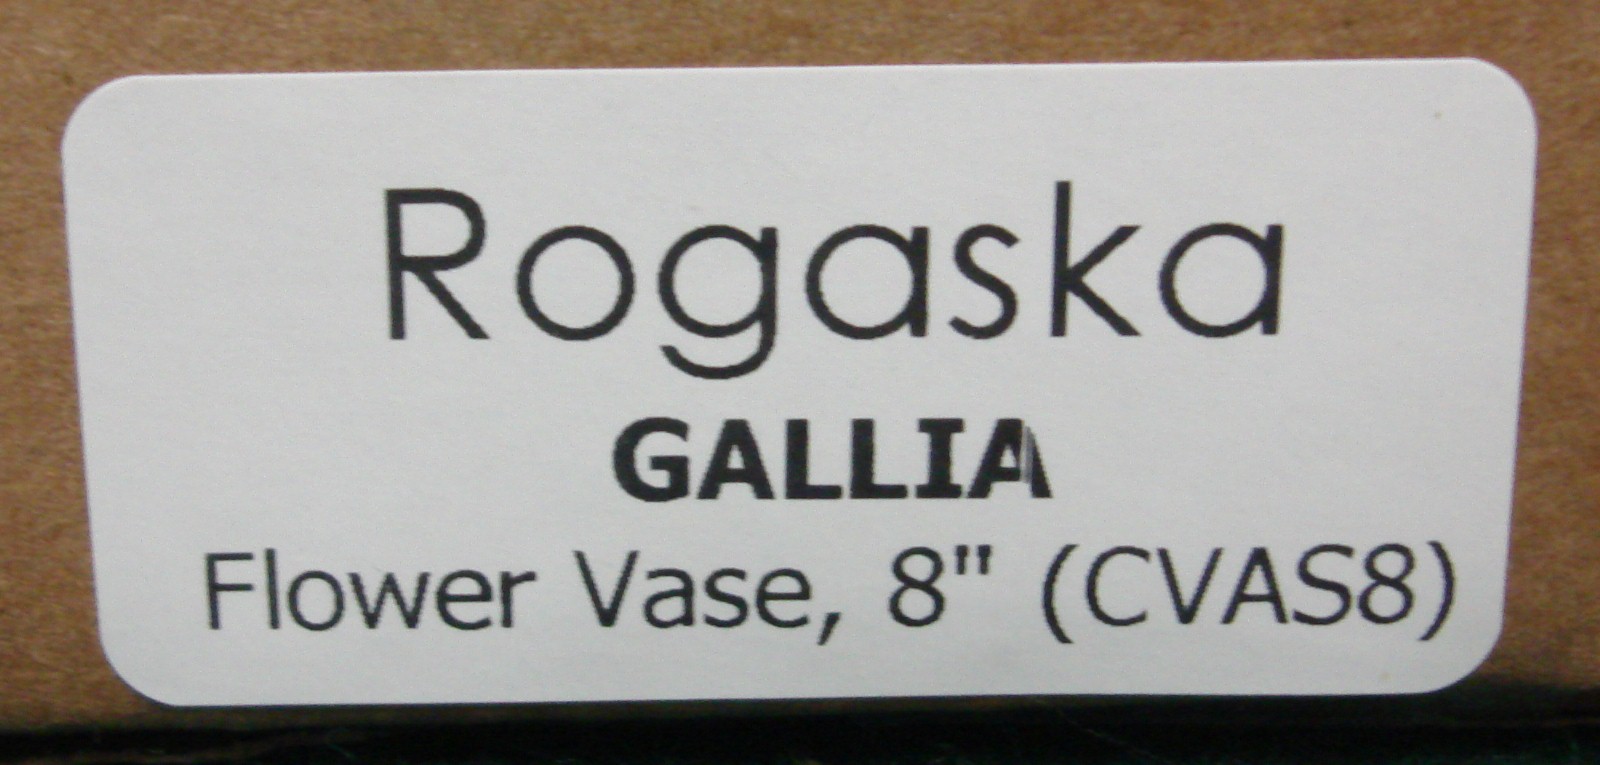 Rogaska
GALLIA
Flower Vase, 8" (CVAS8)